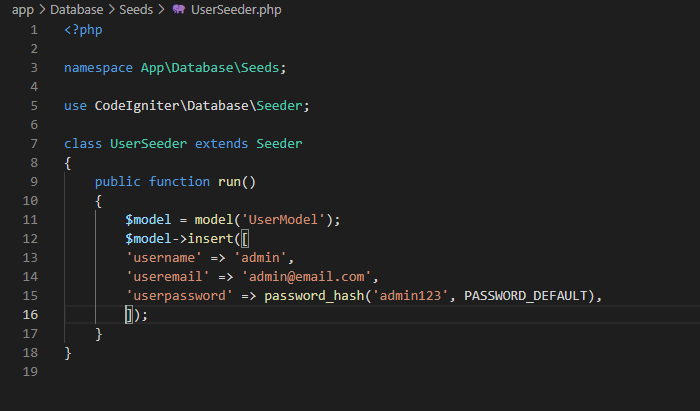 app > Database > Seeds > UserSeeder.php
1 <?php
2
3 namespace App\Database\Seeds;
4
5 use CodeIgniter\Database\Seeder;
6
7 class UserSeeder extends Seeder
8 {
9     public function run()
10     {
11         $model = model('UserModel');
12         $model->insert([
13         'username' => 'admin',
14         'useremail' => 'admin@email.com',
15         'userpassword' => password_hash('admin123', PASSWORD_DEFAULT),
16         ]);
17     }
18 }
19